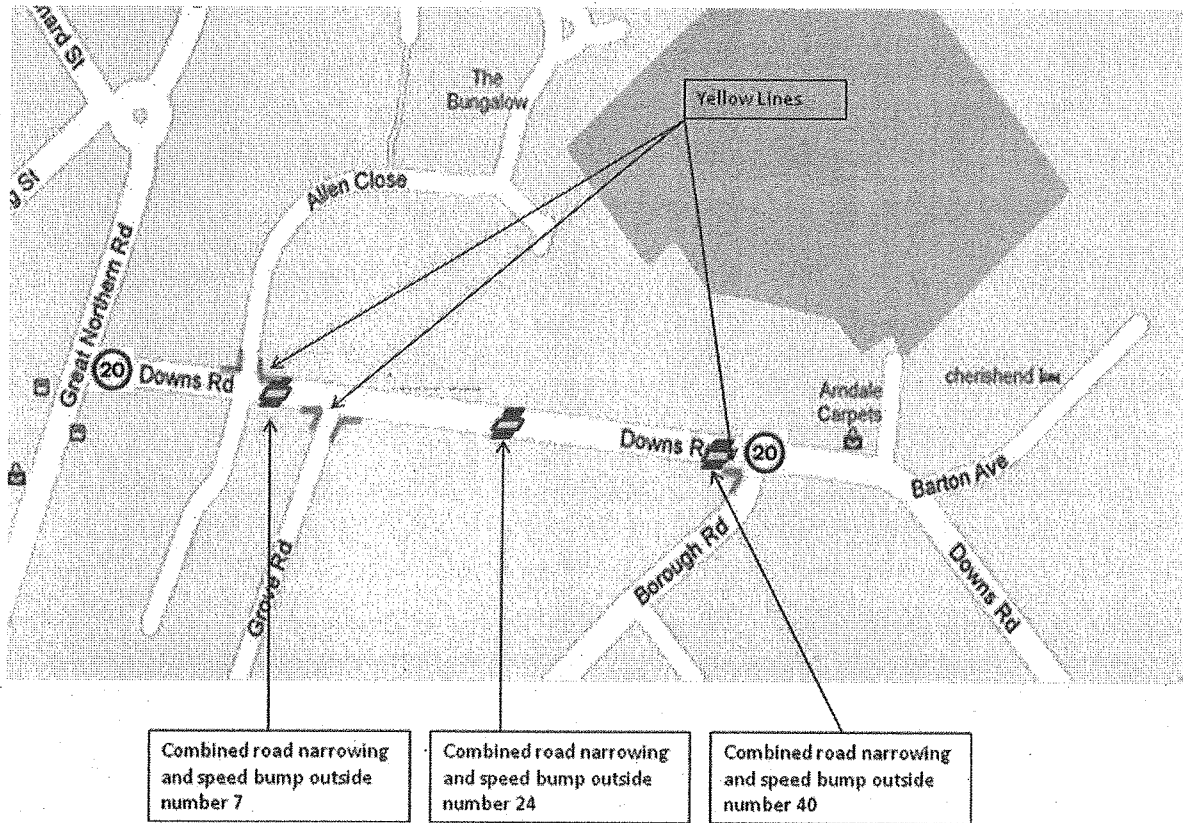 The
Bungalow
Yellow Lines
Allen Close
Great Northern Rd
20
Downs Rd
Arndale
Carpets
cherishend
Downs R
20
Barton Ave
Borough Rd
Grove Rd
Downs Rd
Combined road narrowing
and speed bump outside
number 7
Combined road narrowing
and speed bump outside
number 24
Combined road narrowing
and speed bump outside
number 40